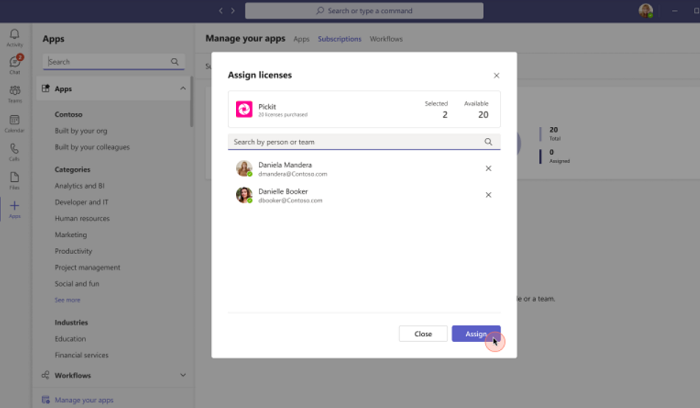 Search or type a command
Activity
Chat
Teams
Calendar
Calls
Files
Apps
Apps
Search
Apps
Contoso
Built by your org
Built by your colleagues
Categories
Analytics and BI
Developer and IT
Human resources
Marketing
Productivity
Project management
Social and fun
See more
Industries
Education
Financial services
Workflows
Manage your apps
Manage your apps Apps Subscriptions Workflows
Assign licenses
Pickit
20 licenses purchased
Selected
2
Available
20
Search by person or team
Daniela Mandera
dmandera@Contoso.com
Danielle Booker
dbooker@Contoso.com
Close
Assign
20
Total
0
Assigned
le or a team.